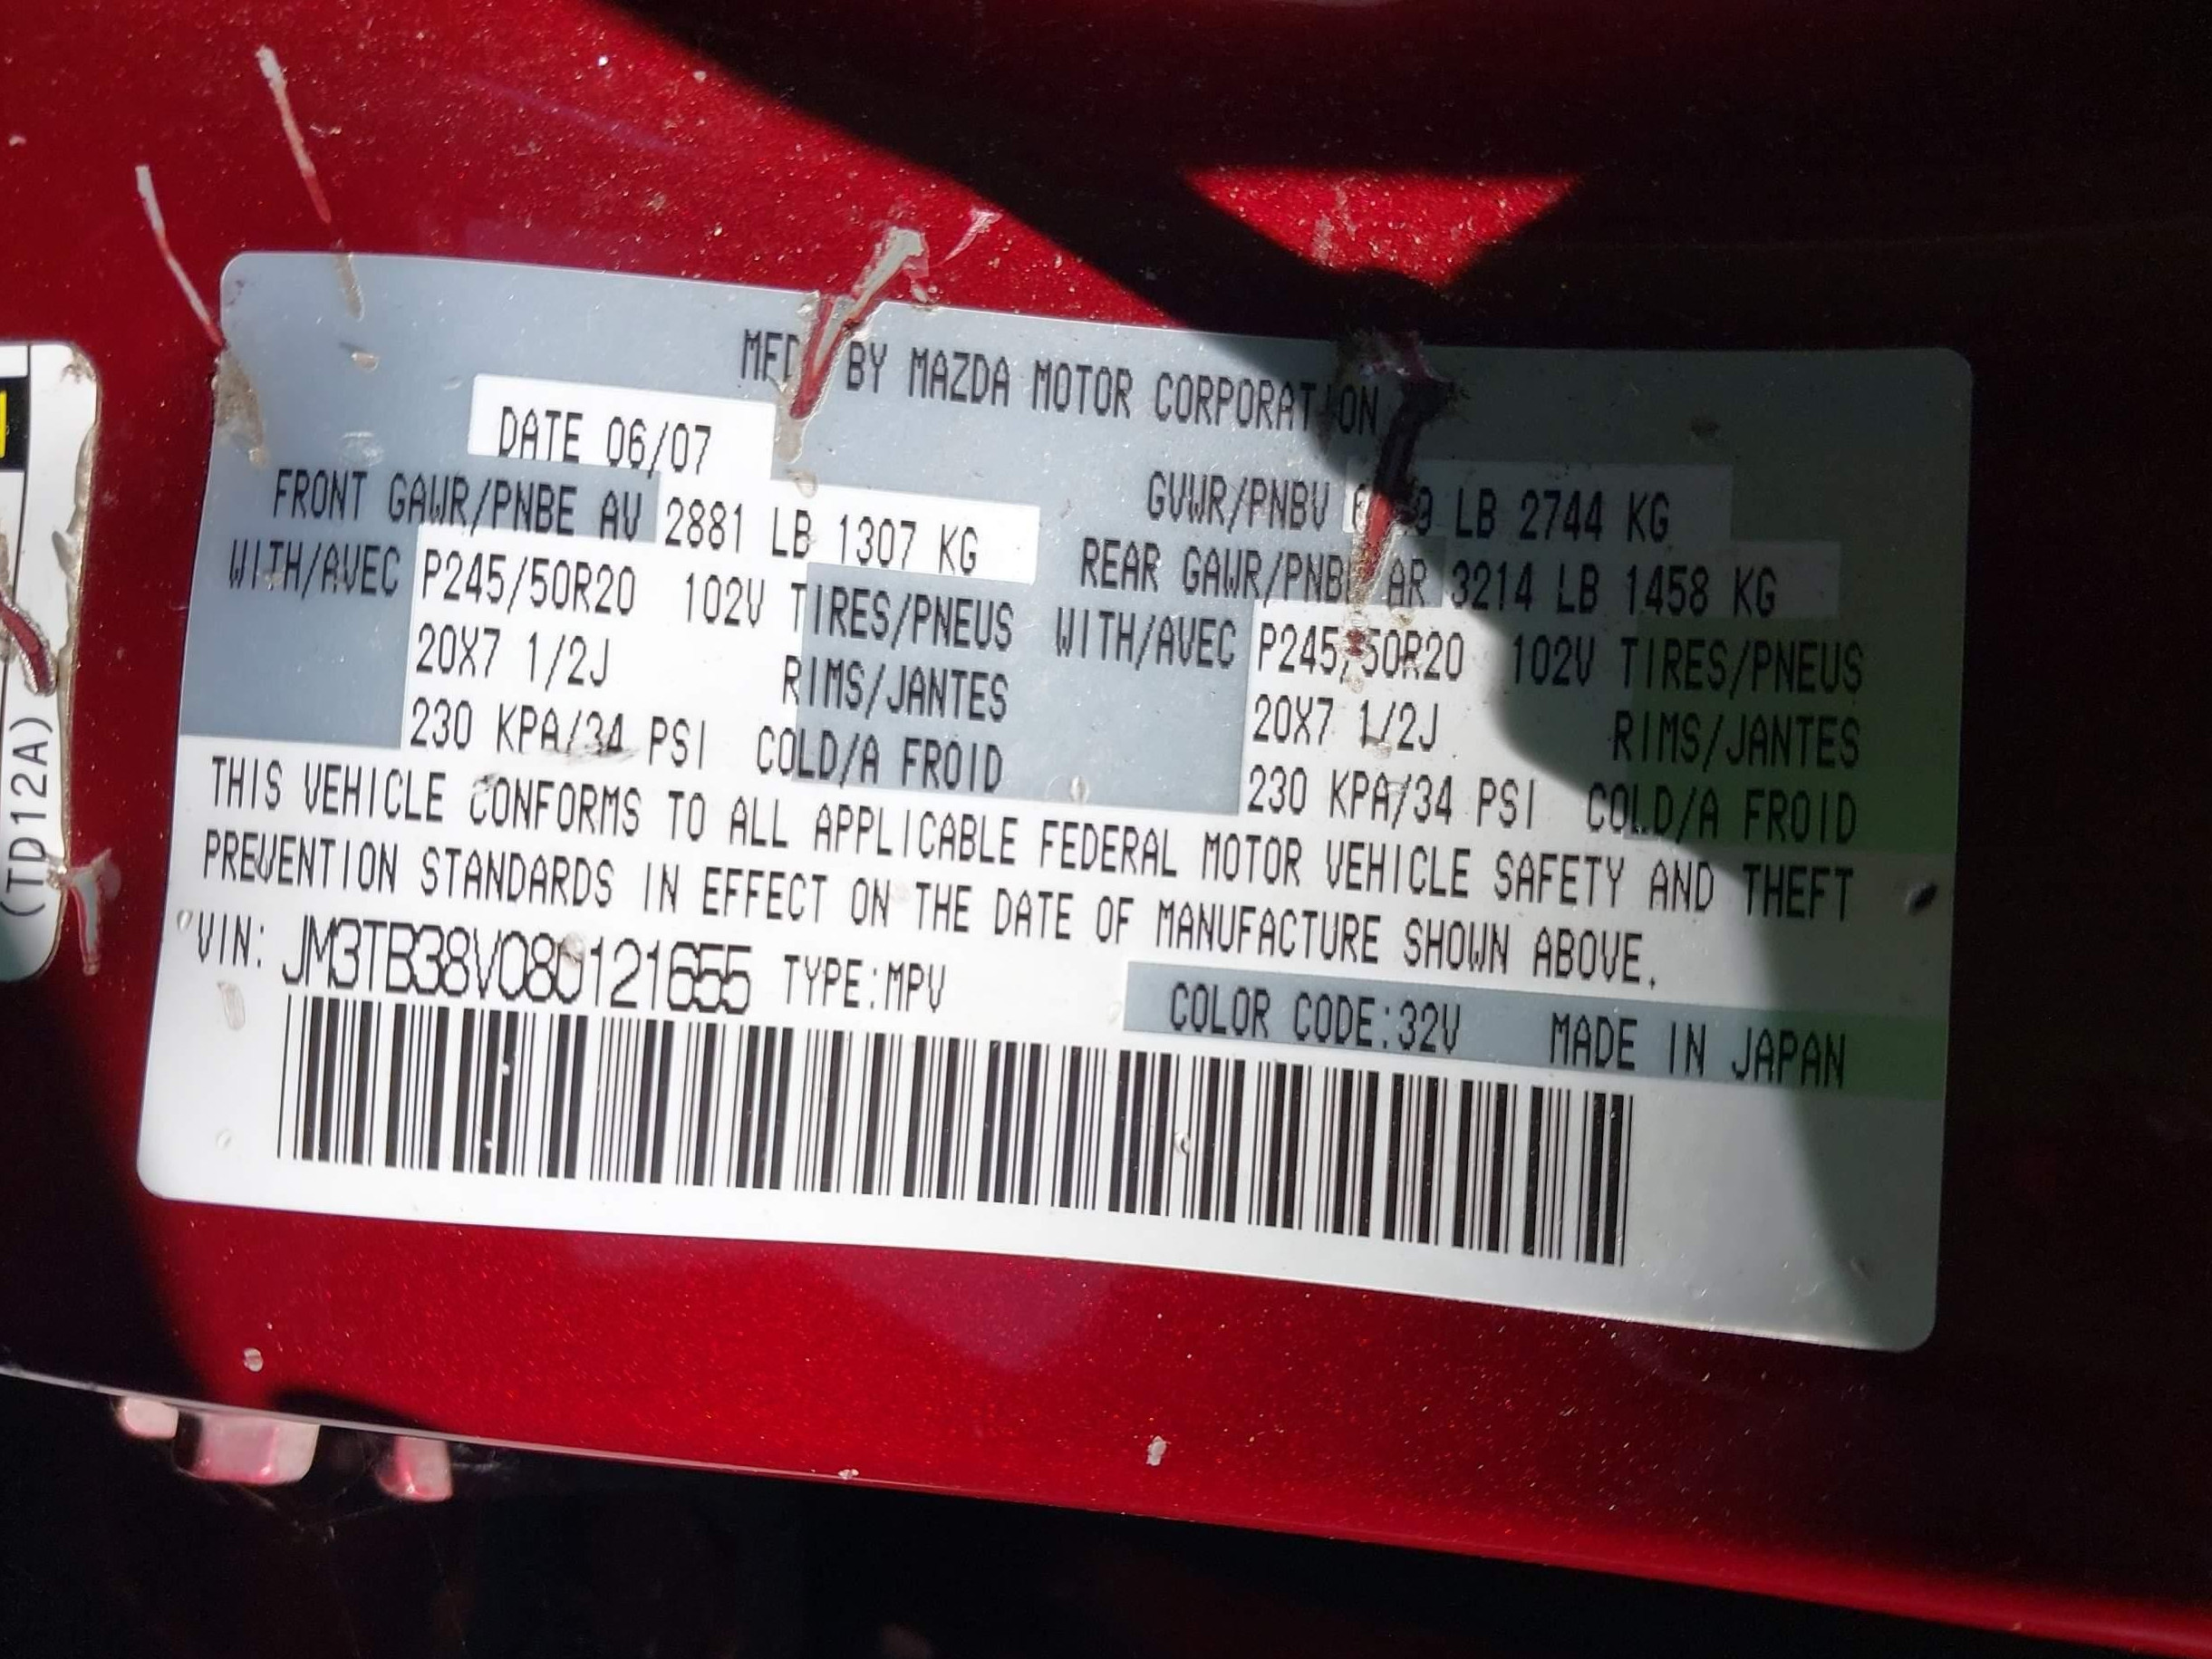 MFD BY MAZDA MOTOR CORPORATION
DATE 06/07
FRONT GAWR/PNBE AV 2881 LB 1307 KG
WITH/AVEC P245/50R20 102V TIRES/PNEUS
20X7 1/2J RIMS/JANTES
230 KPA/34 PSI COLD/A FROID
GVWR/PNBV LB 2744 KG
REAR GAWR/PNBE AR 3214 LB 1458 KG
WITH/AVEC P245/50R20 102V TIRES/PNEUS
20X7 1/2J RIMS/JANTES
230 KPA/34 PSI COLD/A FROID
THIS VEHICLE CONFORMS TO ALL APPLICABLE FEDERAL MOTOR VEHICLE SAFETY AND THEFT
PREVENTION STANDARDS IN EFFECT ON THE DATE OF MANUFACTURE SHOWN ABOVE.
VIN: JM3TB38V080121655 TYPE:MPV
COLOR CODE:32V MADE IN JAPAN
(TD12A)